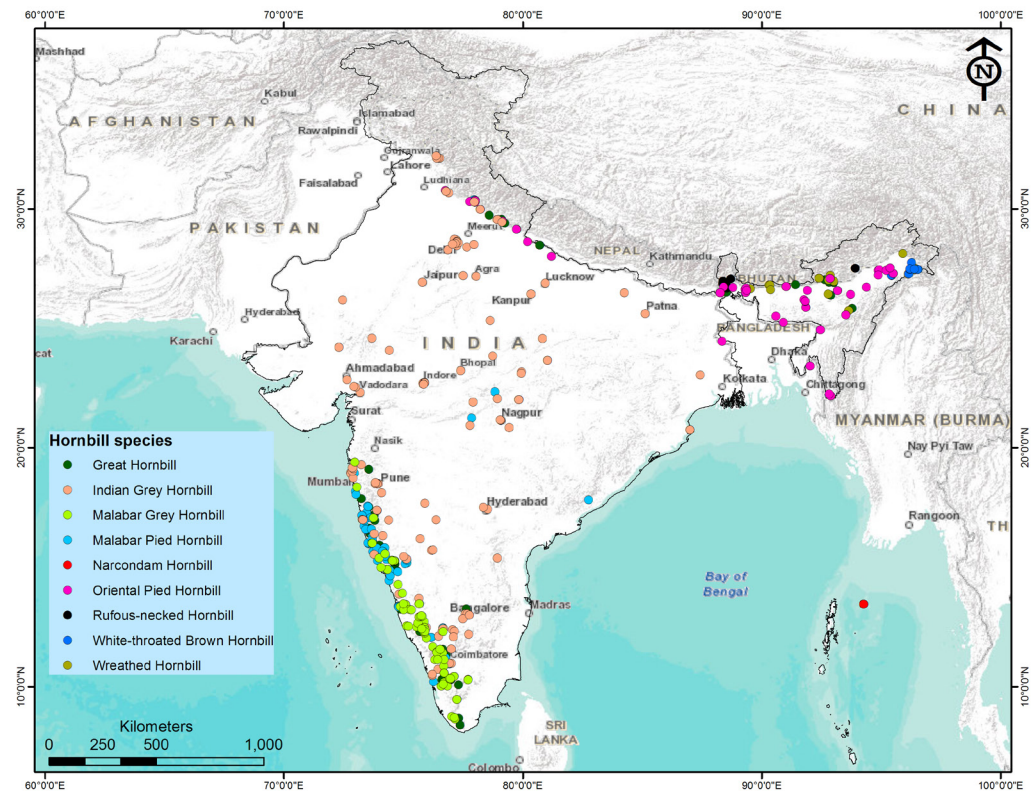 60°0'0"E
70°0'0"E
80°0'0"E
90°0'0"E
100°0'0"E
Mashhad
N
Kabul
CHINA
AFGHANISTAN
Islamabad
Rawalpindi
Gujranwala
Lahore
Faisalabad
Ludhiana
30°0'0"N
30°0'0"N
PAKISTAN
Meerut
Delhi
NEPAL
Kathmandu
BHUTAN
Jaipur
Agra
Lucknow
Kanpur
Patna
Hyderabad
Karachi
BANGLADESH
INDIA
cat
Dhaka
Ahmadabad
Bhopal
Indore
Vadodara
Kolkata
Chittagong
Surat
Nagpur
MYANMAR (BURMA)
20°0'0"N
20°0'0"N
Nasik
Nay Pyi Taw
Hornbill species
Great Hornbill
Indian Grey Hornbill
Malabar Grey Hornbill
Malabar Pied Hornbill
Narcondam Hornbill
Oriental Pied Hornbill
Rufous-necked Hornbill
White-throated Brown Hornbill
Wreathed Hornbill
Mumbai
Pune
Hyderabad
Rangoon
TH
Bay of
Bengal
Bangalore
Madras
Coimbatore
10°0'0"N
10°0'0"N
Kilometers
0 250 500 1,000
SRI
LANKA
Colombo
60°0'0"E
70°0'0"E
80°0'0"E
90°0'0"E
100°0'0"E